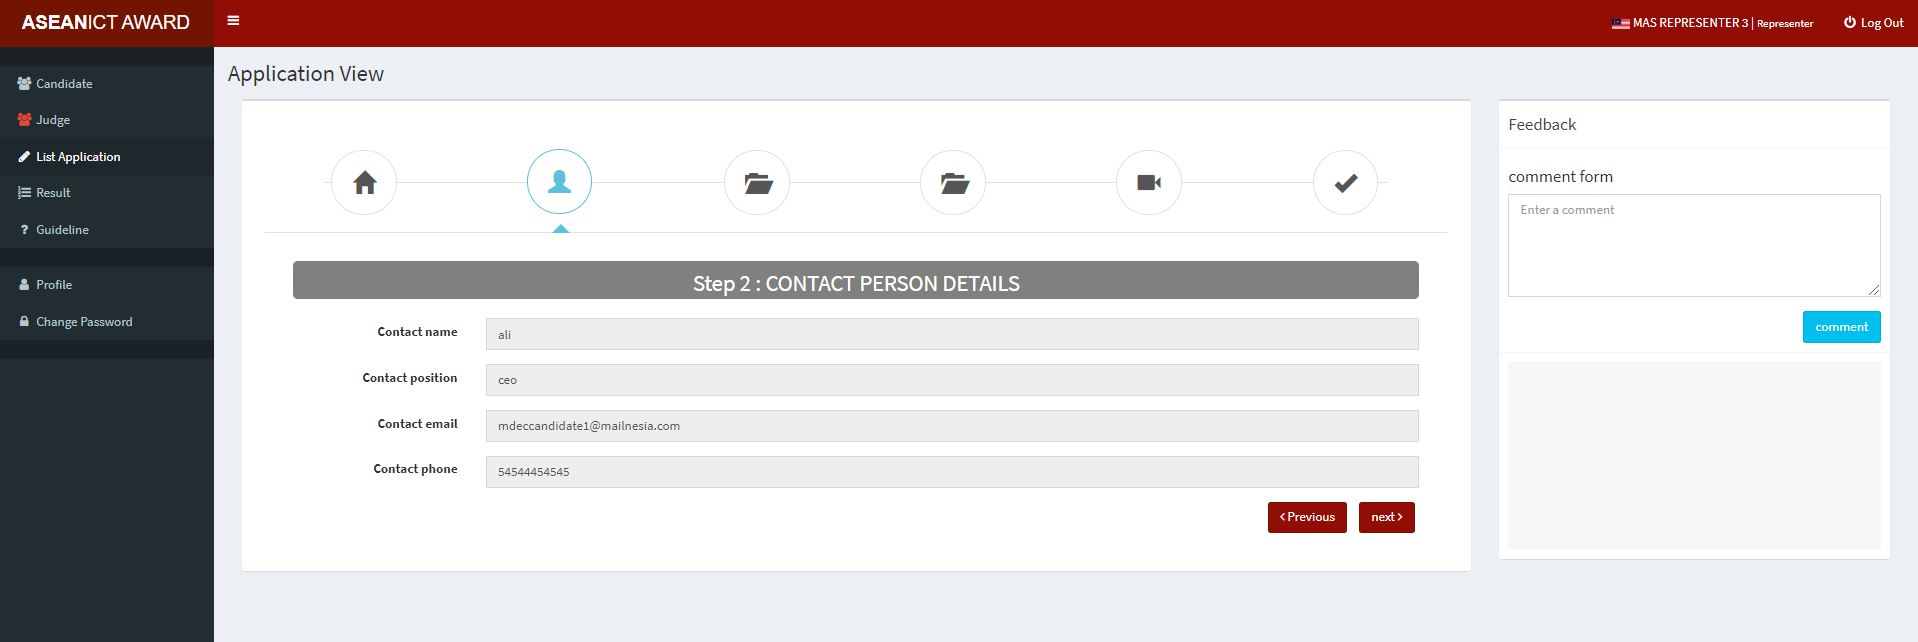 ASEANICT AWARD
MAS REPRESENTER 3 | Representer
Log Out
Candidate
Judge
List Application
Result
Guideline
Profile
Change Password
Application View
Step 2 : CONTACT PERSON DETAILS
Contact name
ali
Contact position
ceo
Contact email
mdeccandidate1@mailnesia.com
Contact phone
54544454545
Previous
next
Feedback
comment form
Enter a comment
comment